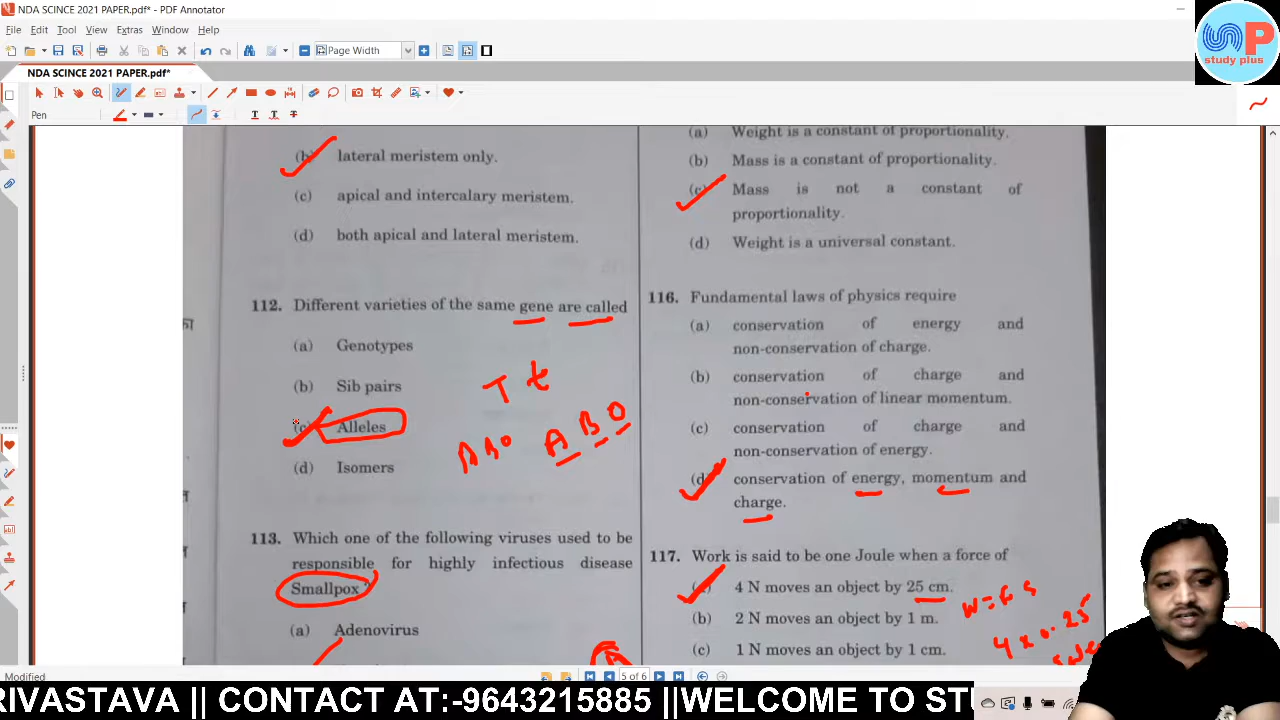 NDA SCINCE 2021 PAPER.pdf* - PDF Annotator
File Edit Tool View Extras Window Help
Page Width
NDA SCINCE 2021 PAPER.pdf*
Pen
SP
study plus
(b) lateral meristem only.
(c) apical and intercalary meristem.
(d) both apical and lateral meristem.
112. Different varieties of the same gene are called
(a) Genotypes
(b) Sib pairs
(c) Alleles
(d) Isomers
T t
ABO A B O
113. Which one of the following viruses used to be
responsible for highly infectious disease
Smallpox ?
(a) Adenovirus
(a) Weight is a constant of proportionality.
(b) Mass is a constant of proportionality.
(c) Mass is not a constant of
proportionality.
(d) Weight is a universal constant.
116. Fundamental laws of physics require
(a) conservation of energy and
non-conservation of charge.
(b) conservation of charge and
non-conservation of linear momentum.
(c) conservation of charge and
non-conservation of energy.
(d) conservation of energy, momentum and
charge.
117. Work is said to be one Joule when a force of
4 N moves an object by 25 cm.
(b) 2 N moves an object by 1 m.
(c) 1 N moves an object by 1 cm.
W = F S
4 x 0.25
Modified
5 of 6
RIVASTAVA || CONTACT AT:-9643215885 ||WELCOME TO STU